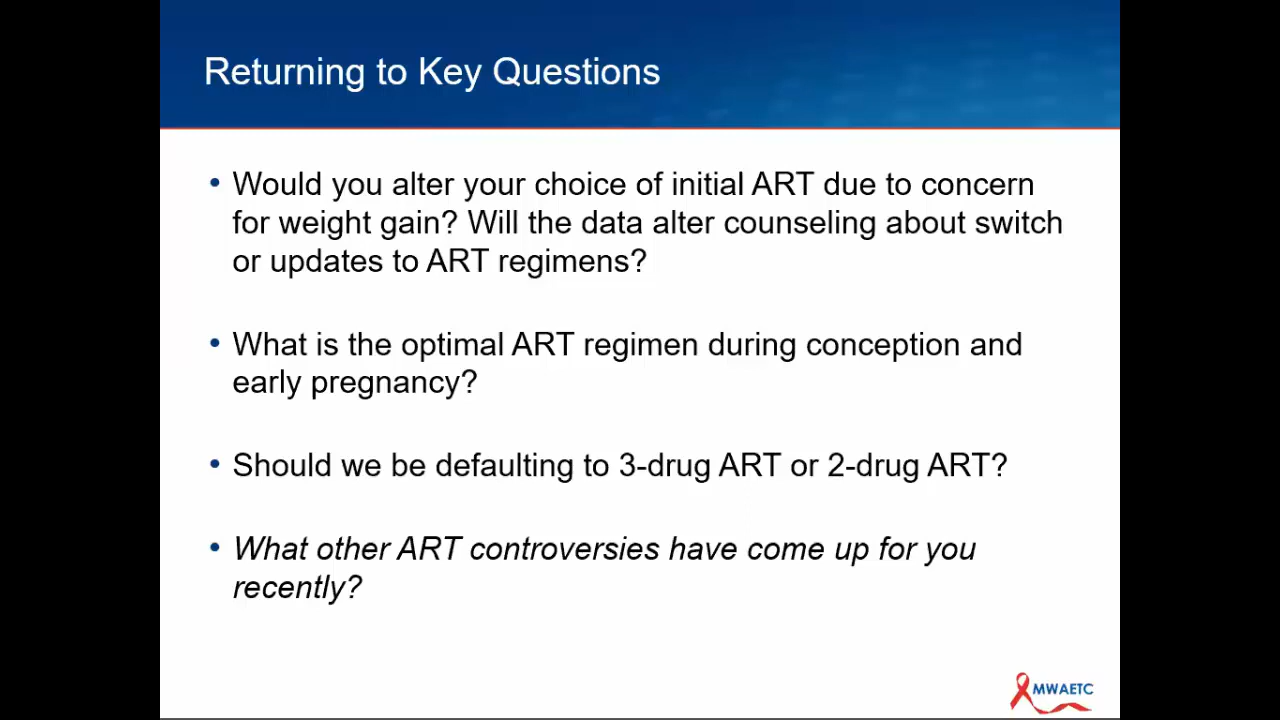 Returning to Key Questions
• Would you alter your choice of initial ART due to concern
for weight gain? Will the data alter counseling about switch
or updates to ART regimens?
• What is the optimal ART regimen during conception and
early pregnancy?
• Should we be defaulting to 3-drug ART or 2-drug ART?
• What other ART controversies have come up for you
recently?
MWAETC